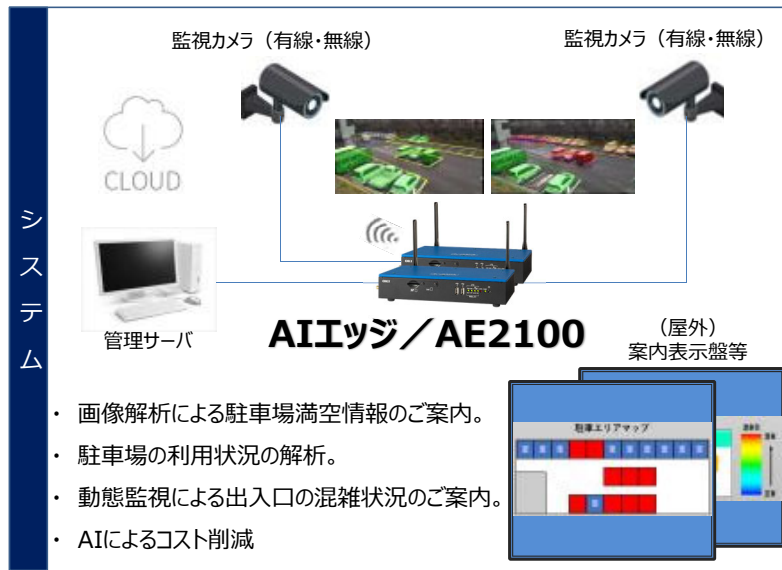 システム
監視カメラ（有線・無線）
監視カメラ（有線・無線）
CLOUD
管理サーバ
AIエッジ／AE2100
（屋外）
案内表示盤等
・ 画像解析による駐車場満空情報のご案内。
・ 駐車場の利用状況の解析。
・ 動態監視による出入口の混雑状況のご案内。
・ AIによるコスト削減
駐車エリアマップ